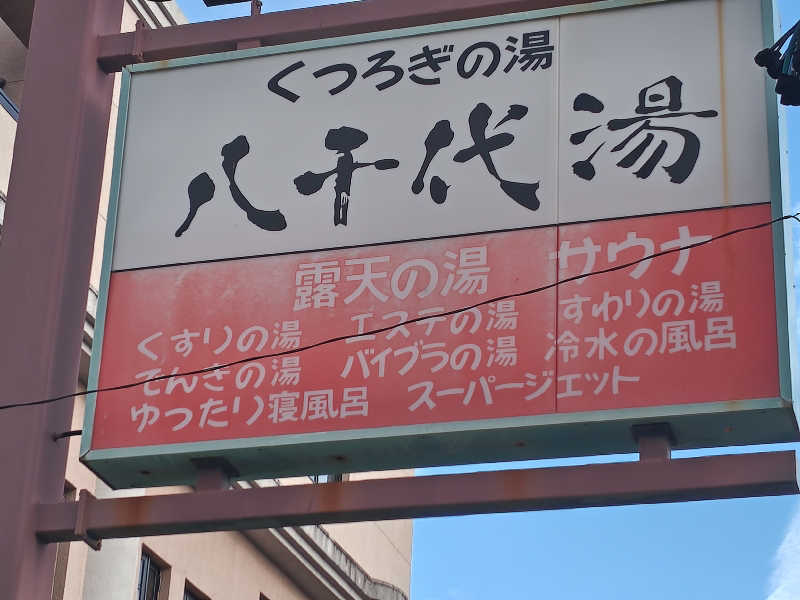 くつろぎの湯
八千代湯
露天の湯 サウナ
くすりの湯 エステの湯 すわりの湯
でんきの湯 バイブラの湯 冷水の風呂
ゆったり寝風呂 スーパージェット